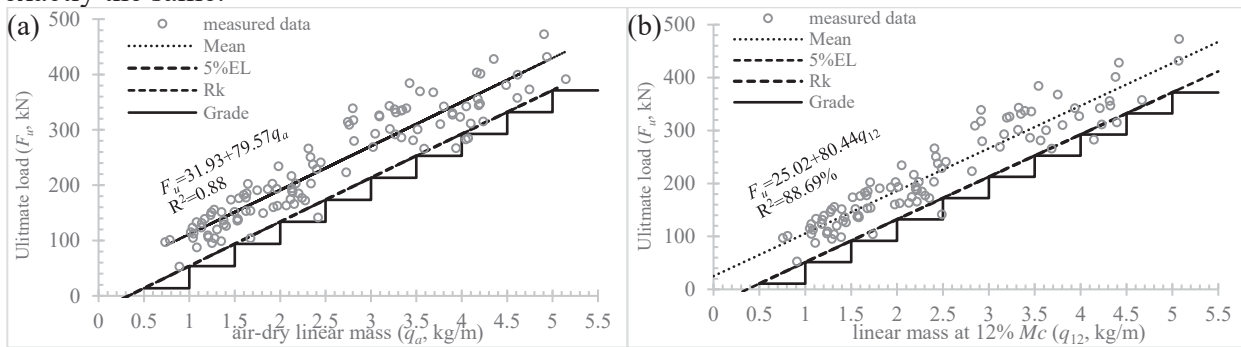 exactly the same.
(a)
500
400
300
200
100
0
Ulitmate load (Fu, kN)
measured data
Mean
5%EL
Rk
Grade
Fu=31.93+79.57qa
R²=0.88
0 0.5 1 1.5 2 2.5 3 3.5 4 4.5 5 5.5
air-dry linear mass (qa, kg/m)
(b)
500
400
300
200
100
0
Ulitmate load (Fu, kN)
measured data
Mean
5%EL
Rk
Grade
Fu=25.02+80.44q12
R²=88.69%
0 0.5 1 1.5 2 2.5 3 3.5 4 4.5 5 5.5
linear mass at 12% Mc (q12, kg/m)